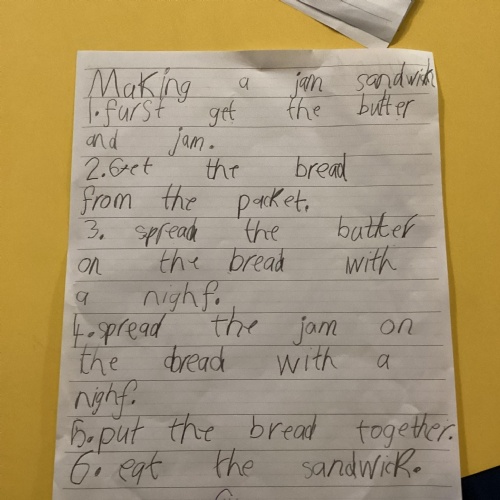 Making a jam sandwich
1. furst get the butter
and jam.
2. Get the bread
from the packet.
3. spread the butter
on the bread with
a nighf.
4. spread the jam on
the bread with a
nighf.
5. put the bread together.
6. eat the sandwich.